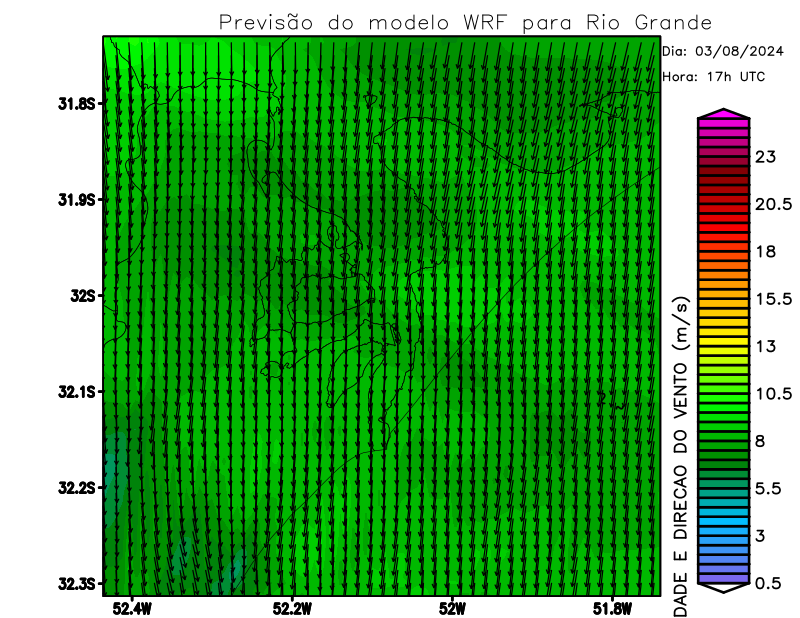 Previsão do modelo WRF para Rio Grande
Dia: 03/08/2024
Hora: 17h UTC
31.8S
31.9S
32S
32.1S
32.2S
32.3S
52.4W
52.2W
52W
51.8W
23
20.5
18
15.5
13
10.5
8
5.5
3
0.5
DADE E DIRECAO DO VENTO (m/s)